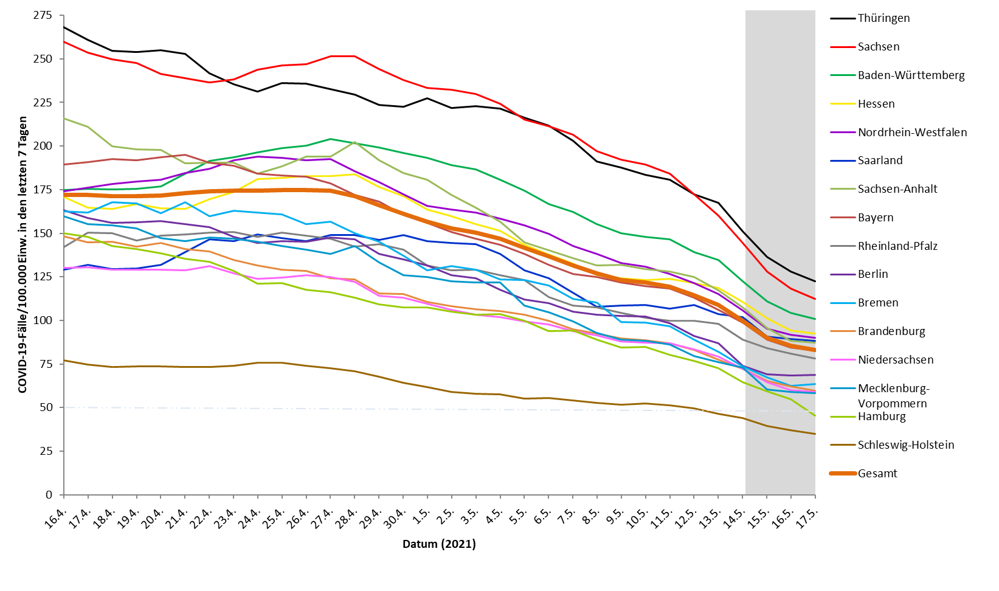 275
250
225
200
175
150
125
100
75
50
25
0
COVID-19-Fälle/100.000Einw. in den letzten 7 Tagen
16.4. 17.4. 18.4. 19.4. 20.4. 21.4. 22.4. 23.4. 24.4. 25.4. 26.4. 27.4. 28.4. 29.4. 30.4. 1.5. 2.5. 3.5. 4.5. 5.5. 6.5. 7.5. 8.5. 9.5. 10.5. 11.5. 12.5. 13.5. 14.5. 15.5. 16.5. 17.5.
Datum (2021)
Thüringen
Sachsen
Baden-Württemberg
Hessen
Nordrhein-Westfalen
Saarland
Sachsen-Anhalt
Bayern
Rheinland-Pfalz
Berlin
Bremen
Brandenburg
Niedersachsen
Mecklenburg-
Vorpommern
Hamburg
Schleswig-Holstein
Gesamt